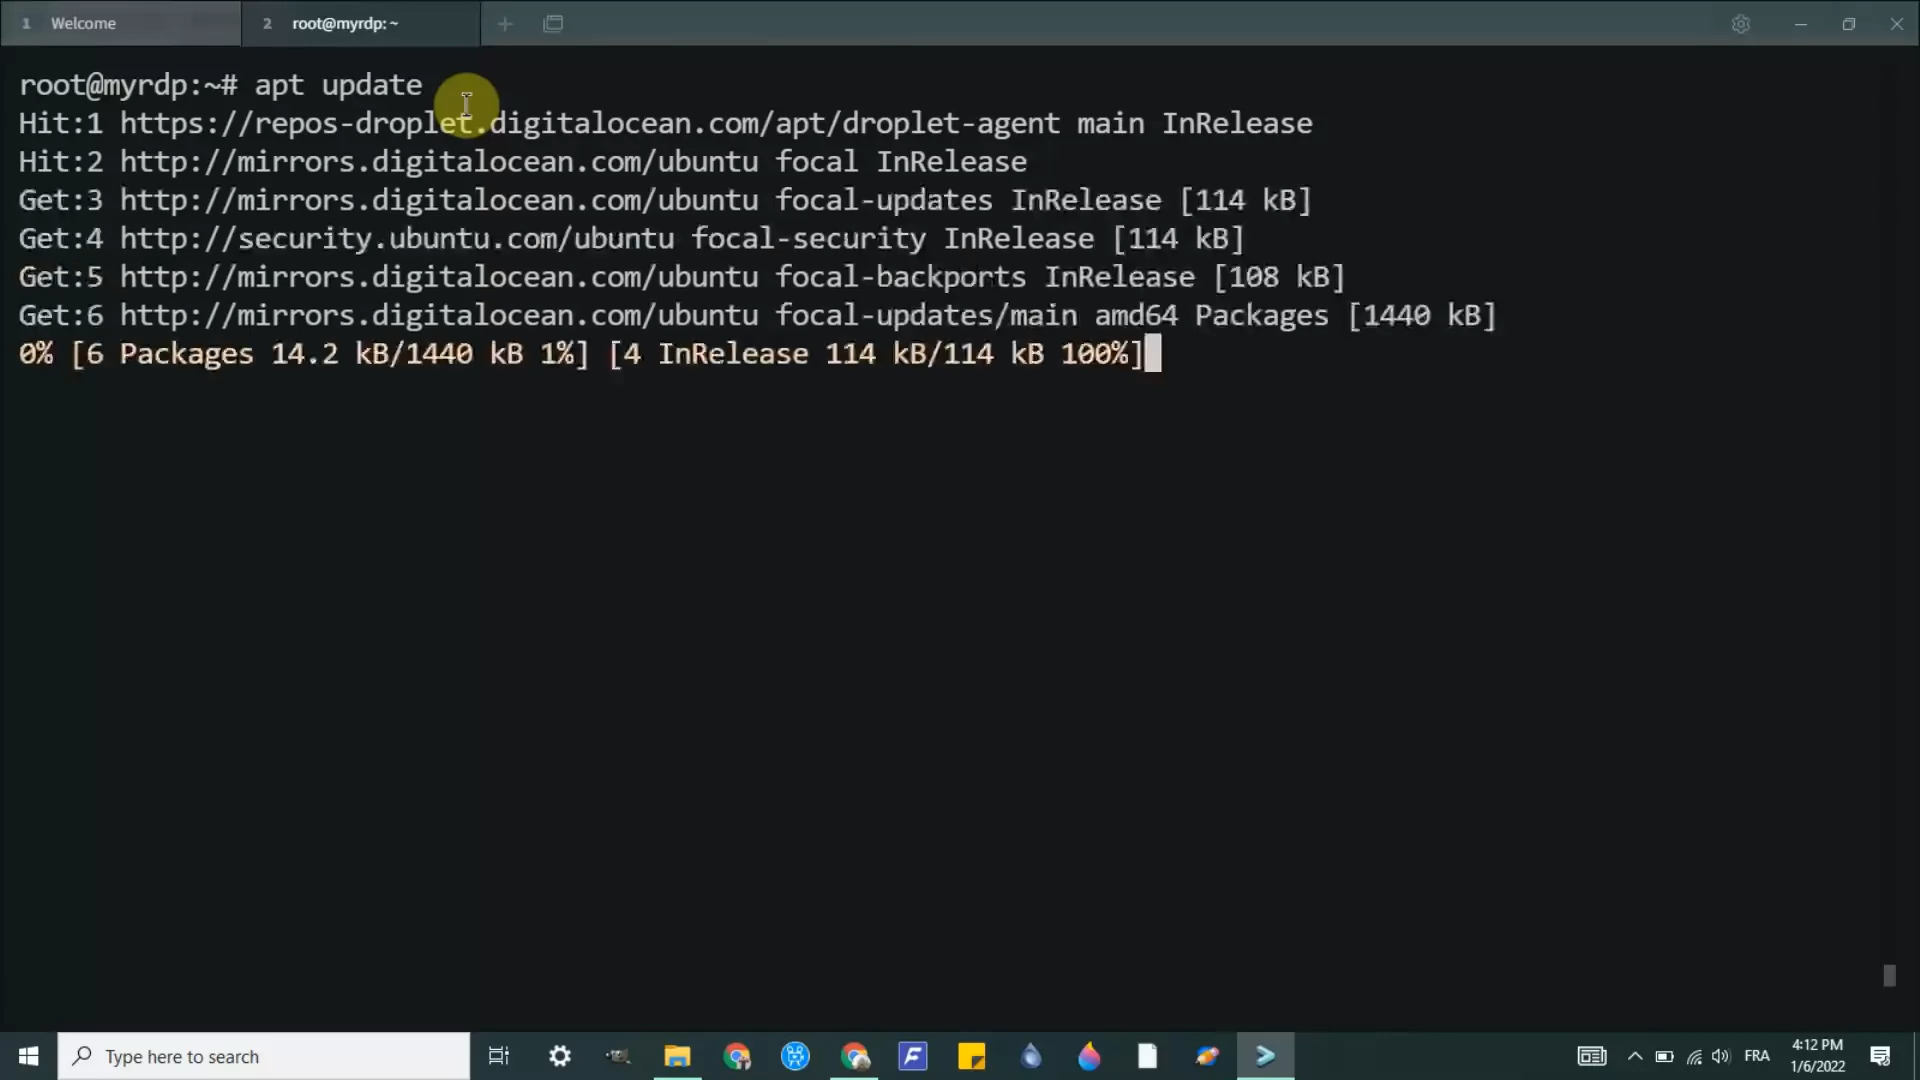 1 Welcome
2 root@myrdp: ~
root@myrdp:~# apt update
Hit:1 https://repos-droplet.digitalocean.com/apt/droplet-agent main InRelease
Hit:2 http://mirrors.digitalocean.com/ubuntu focal InRelease
Get:3 http://mirrors.digitalocean.com/ubuntu focal-updates InRelease [114 kB]
Get:4 http://security.ubuntu.com/ubuntu focal-security InRelease [114 kB]
Get:5 http://mirrors.digitalocean.com/ubuntu focal-backports InRelease [108 kB]
Get:6 http://mirrors.digitalocean.com/ubuntu focal-updates/main amd64 Packages [1440 kB]
0% [6 Packages 14.2 kB/1440 kB 1%] [4 InRelease 114 kB/114 kB 100%]
Type here to search
FRA
4:12 PM
1/6/2022